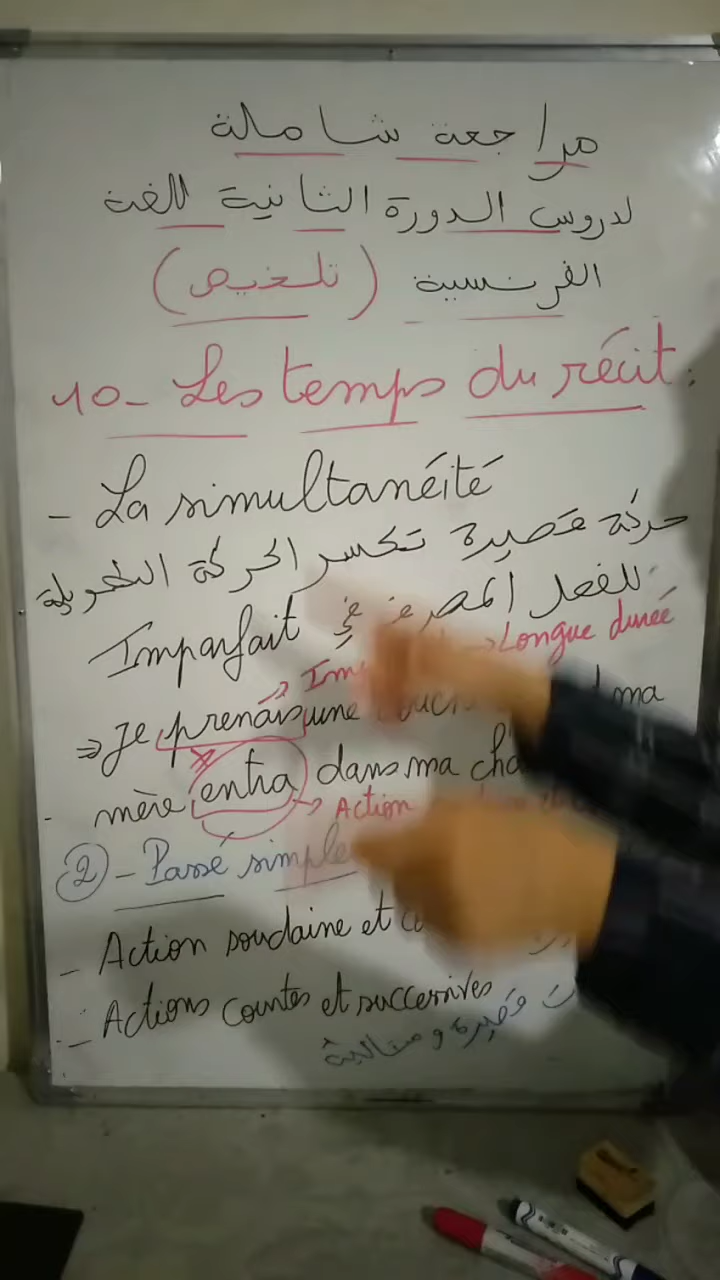 مراجعة شاملة
لدروس الدورة الثانية للغة
الفرنسية (تلخيص)
10- Les temps du récit:
- La simultanéité
حركة قصيرة تكسر الحركة الطويلة
للفعل المصرف في Imparfait
Longue durée
⇒ Je prenais une ma
mère entra dans ma
Action
② - Passé simple
- Action soudaine et
- Actions courtes et successives
وقصيرة ومتتالية